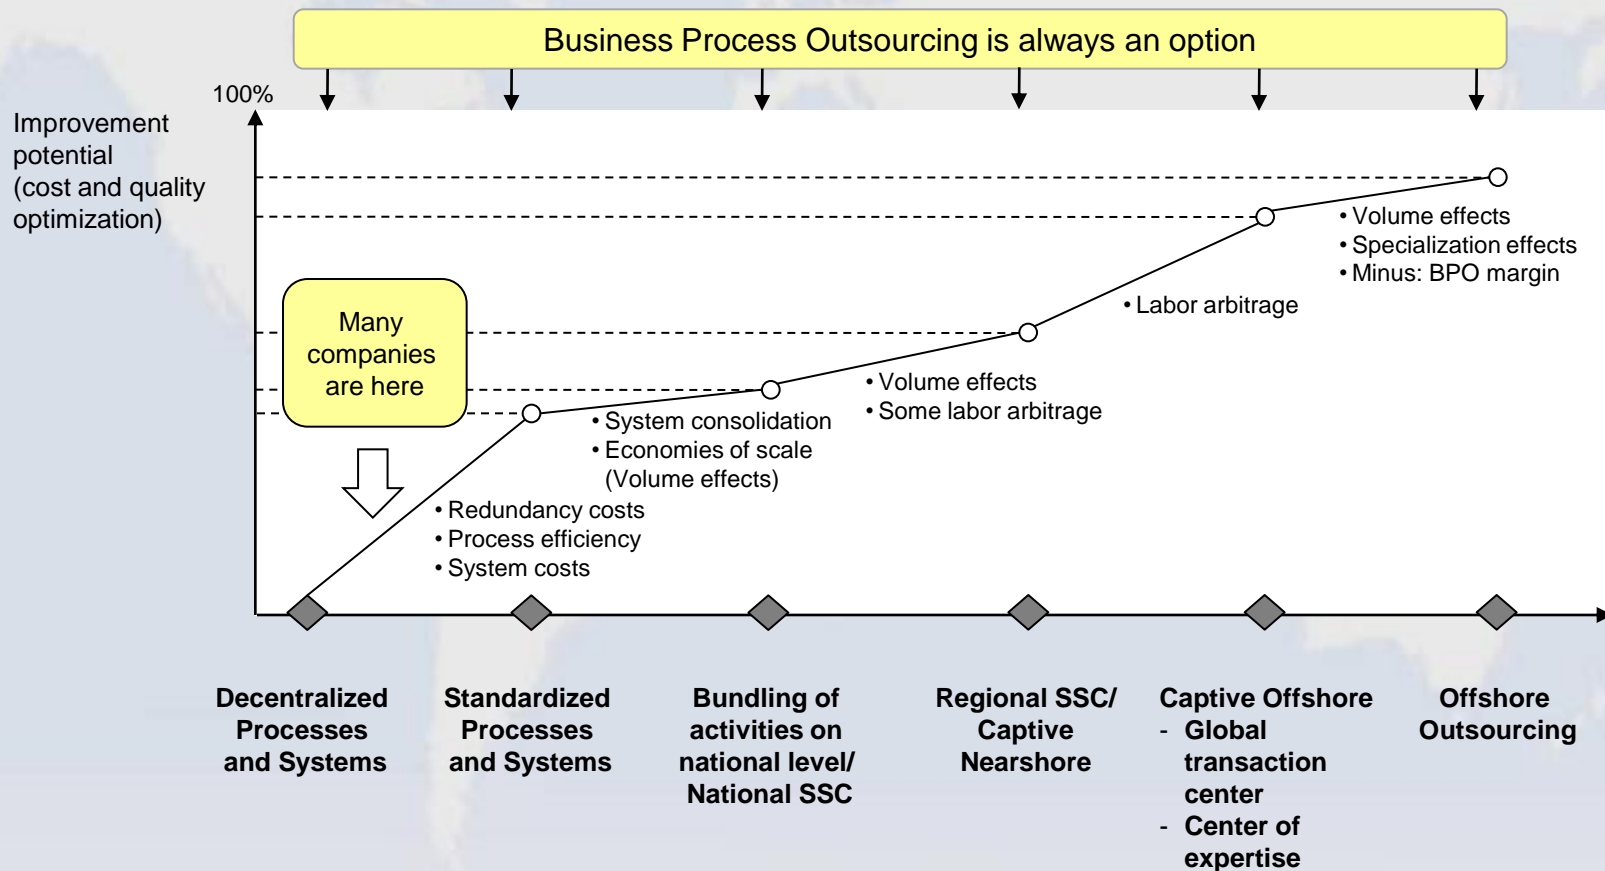 Business Process Outsourcing is always an option
100%
Improvement
potential
(cost and quality
optimization)
Many
companies
are here
• Volume effects
• Specialization effects
• Minus: BPO margin
• Labor arbitrage
• Volume effects
• Some labor arbitrage
• System consolidation
• Economies of scale
(Volume effects)
• Redundancy costs
• Process efficiency
• System costs
Decentralized
Processes
and Systems
Standardized
Processes
and Systems
Bundling of
activities on
national level/
National SSC
Regional SSC/
Captive
Nearshore
Captive Offshore
- Global
transaction
center
- Center of
expertise
Offshore
Outsourcing